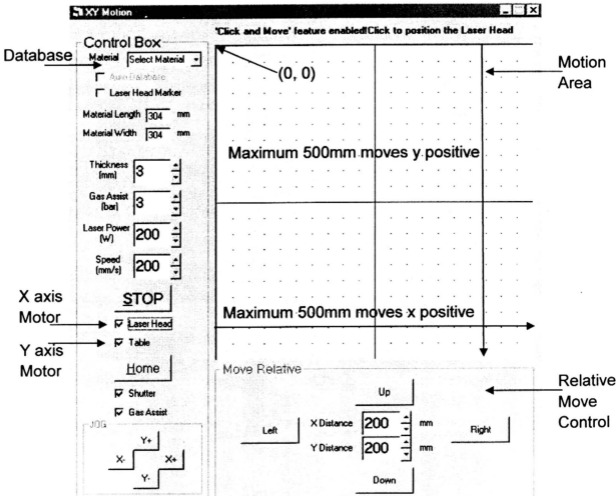 XY Motion
'Click and Move' feature enabled!Click to position the Laser Head
Control Box
Database
Material
Select Material
Auto Database
Laser Head Marker
Material Length 304 mm
Material Width 304 mm
Thickness
(mm)
3
Gas Assist
(bar)
3
Laser Power
(W)
200
Speed
(mm/s)
200
STOP
X axis
Motor
Laser Head
Table
Y axis
Motor
Home
Shutter
Gas Assist
JOG
Y+
X-
X+
Y-
(0, 0)
Motion
Area
Maximum 500mm moves y positive
Maximum 500mm moves x positive
Move Relative
Up
Left
X Distance 200 mm
Y Distance 200 mm
Right
Down
Relative
Move
Control